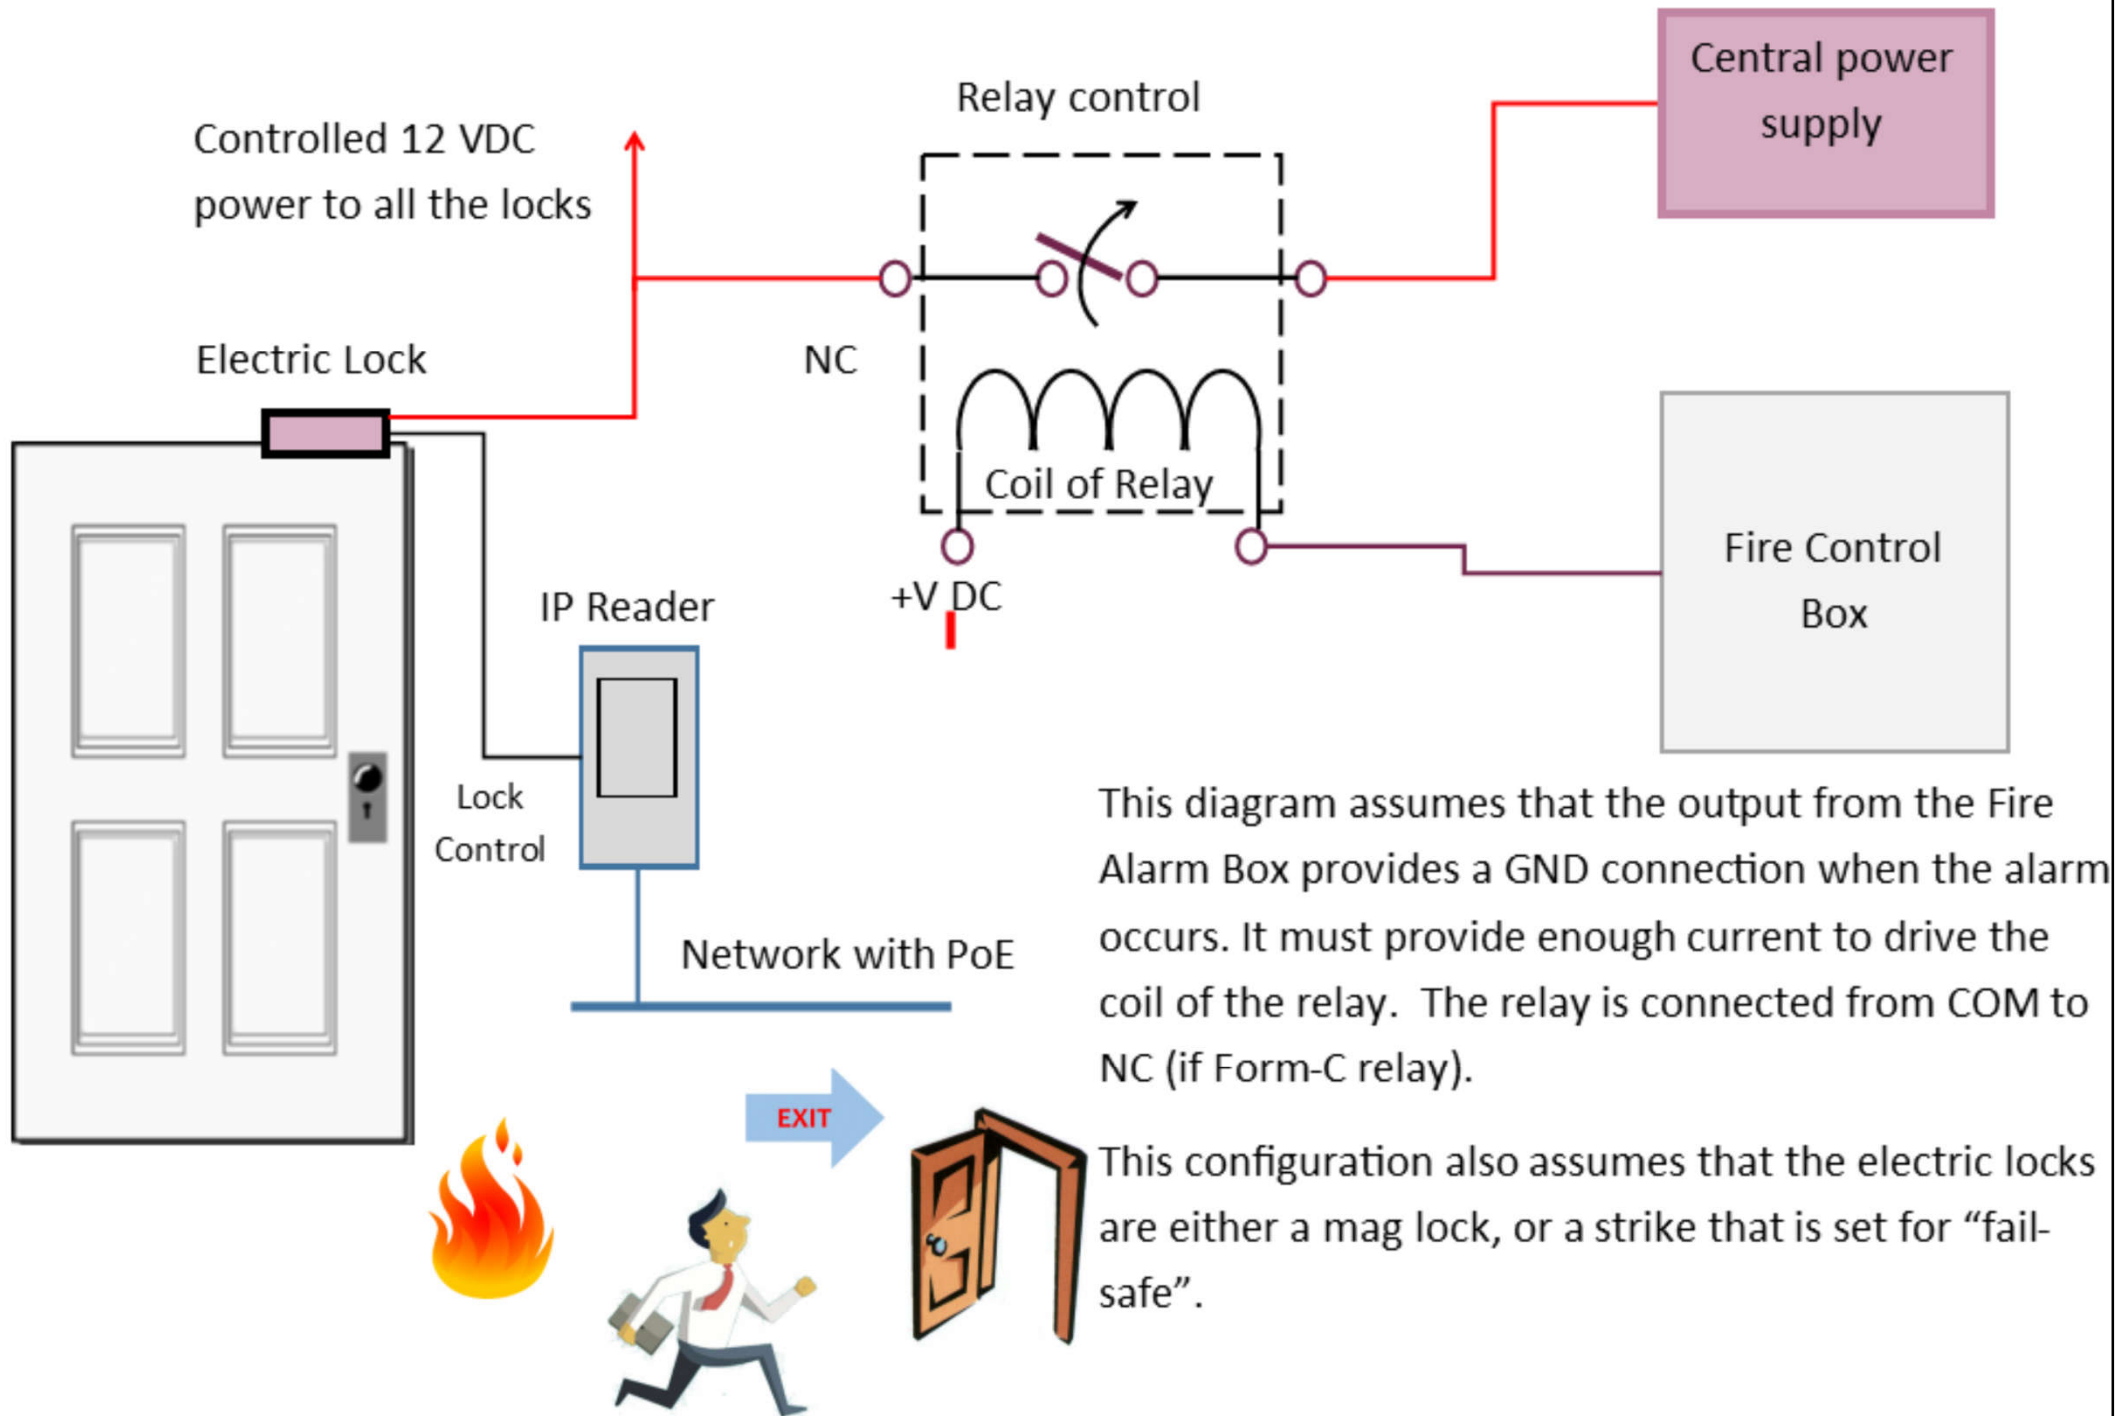 Central power
supply
Relay control
Controlled 12 VDC
power to all the locks
Electric Lock
NC
Coil of Relay
+V DC
Fire Control
Box
IP Reader
Lock
Control
Network with PoE
This diagram assumes that the output from the Fire
Alarm Box provides a GND connection when the alarm
occurs. It must provide enough current to drive the
coil of the relay.  The relay is connected from COM to
NC (if Form-C relay).
EXIT
This configuration also assumes that the electric locks
are either a mag lock, or a strike that is set for “fail-
safe”.